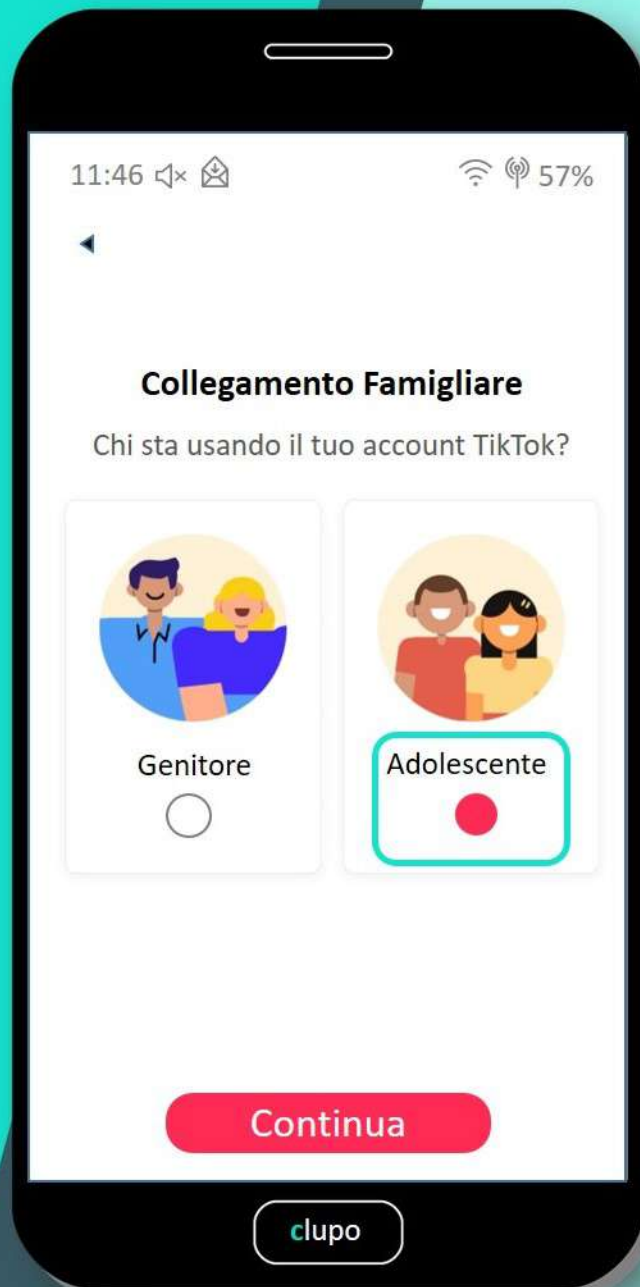 11:46 57%
Collegamento Famigliare
Chi sta usando il tuo account TikTok?
Genitore
Adolescente
Continua
clupo